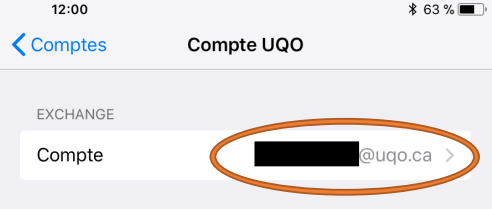 12:00 63 %
Comptes Compte UQO
EXCHANGE
Compte @uqo.ca